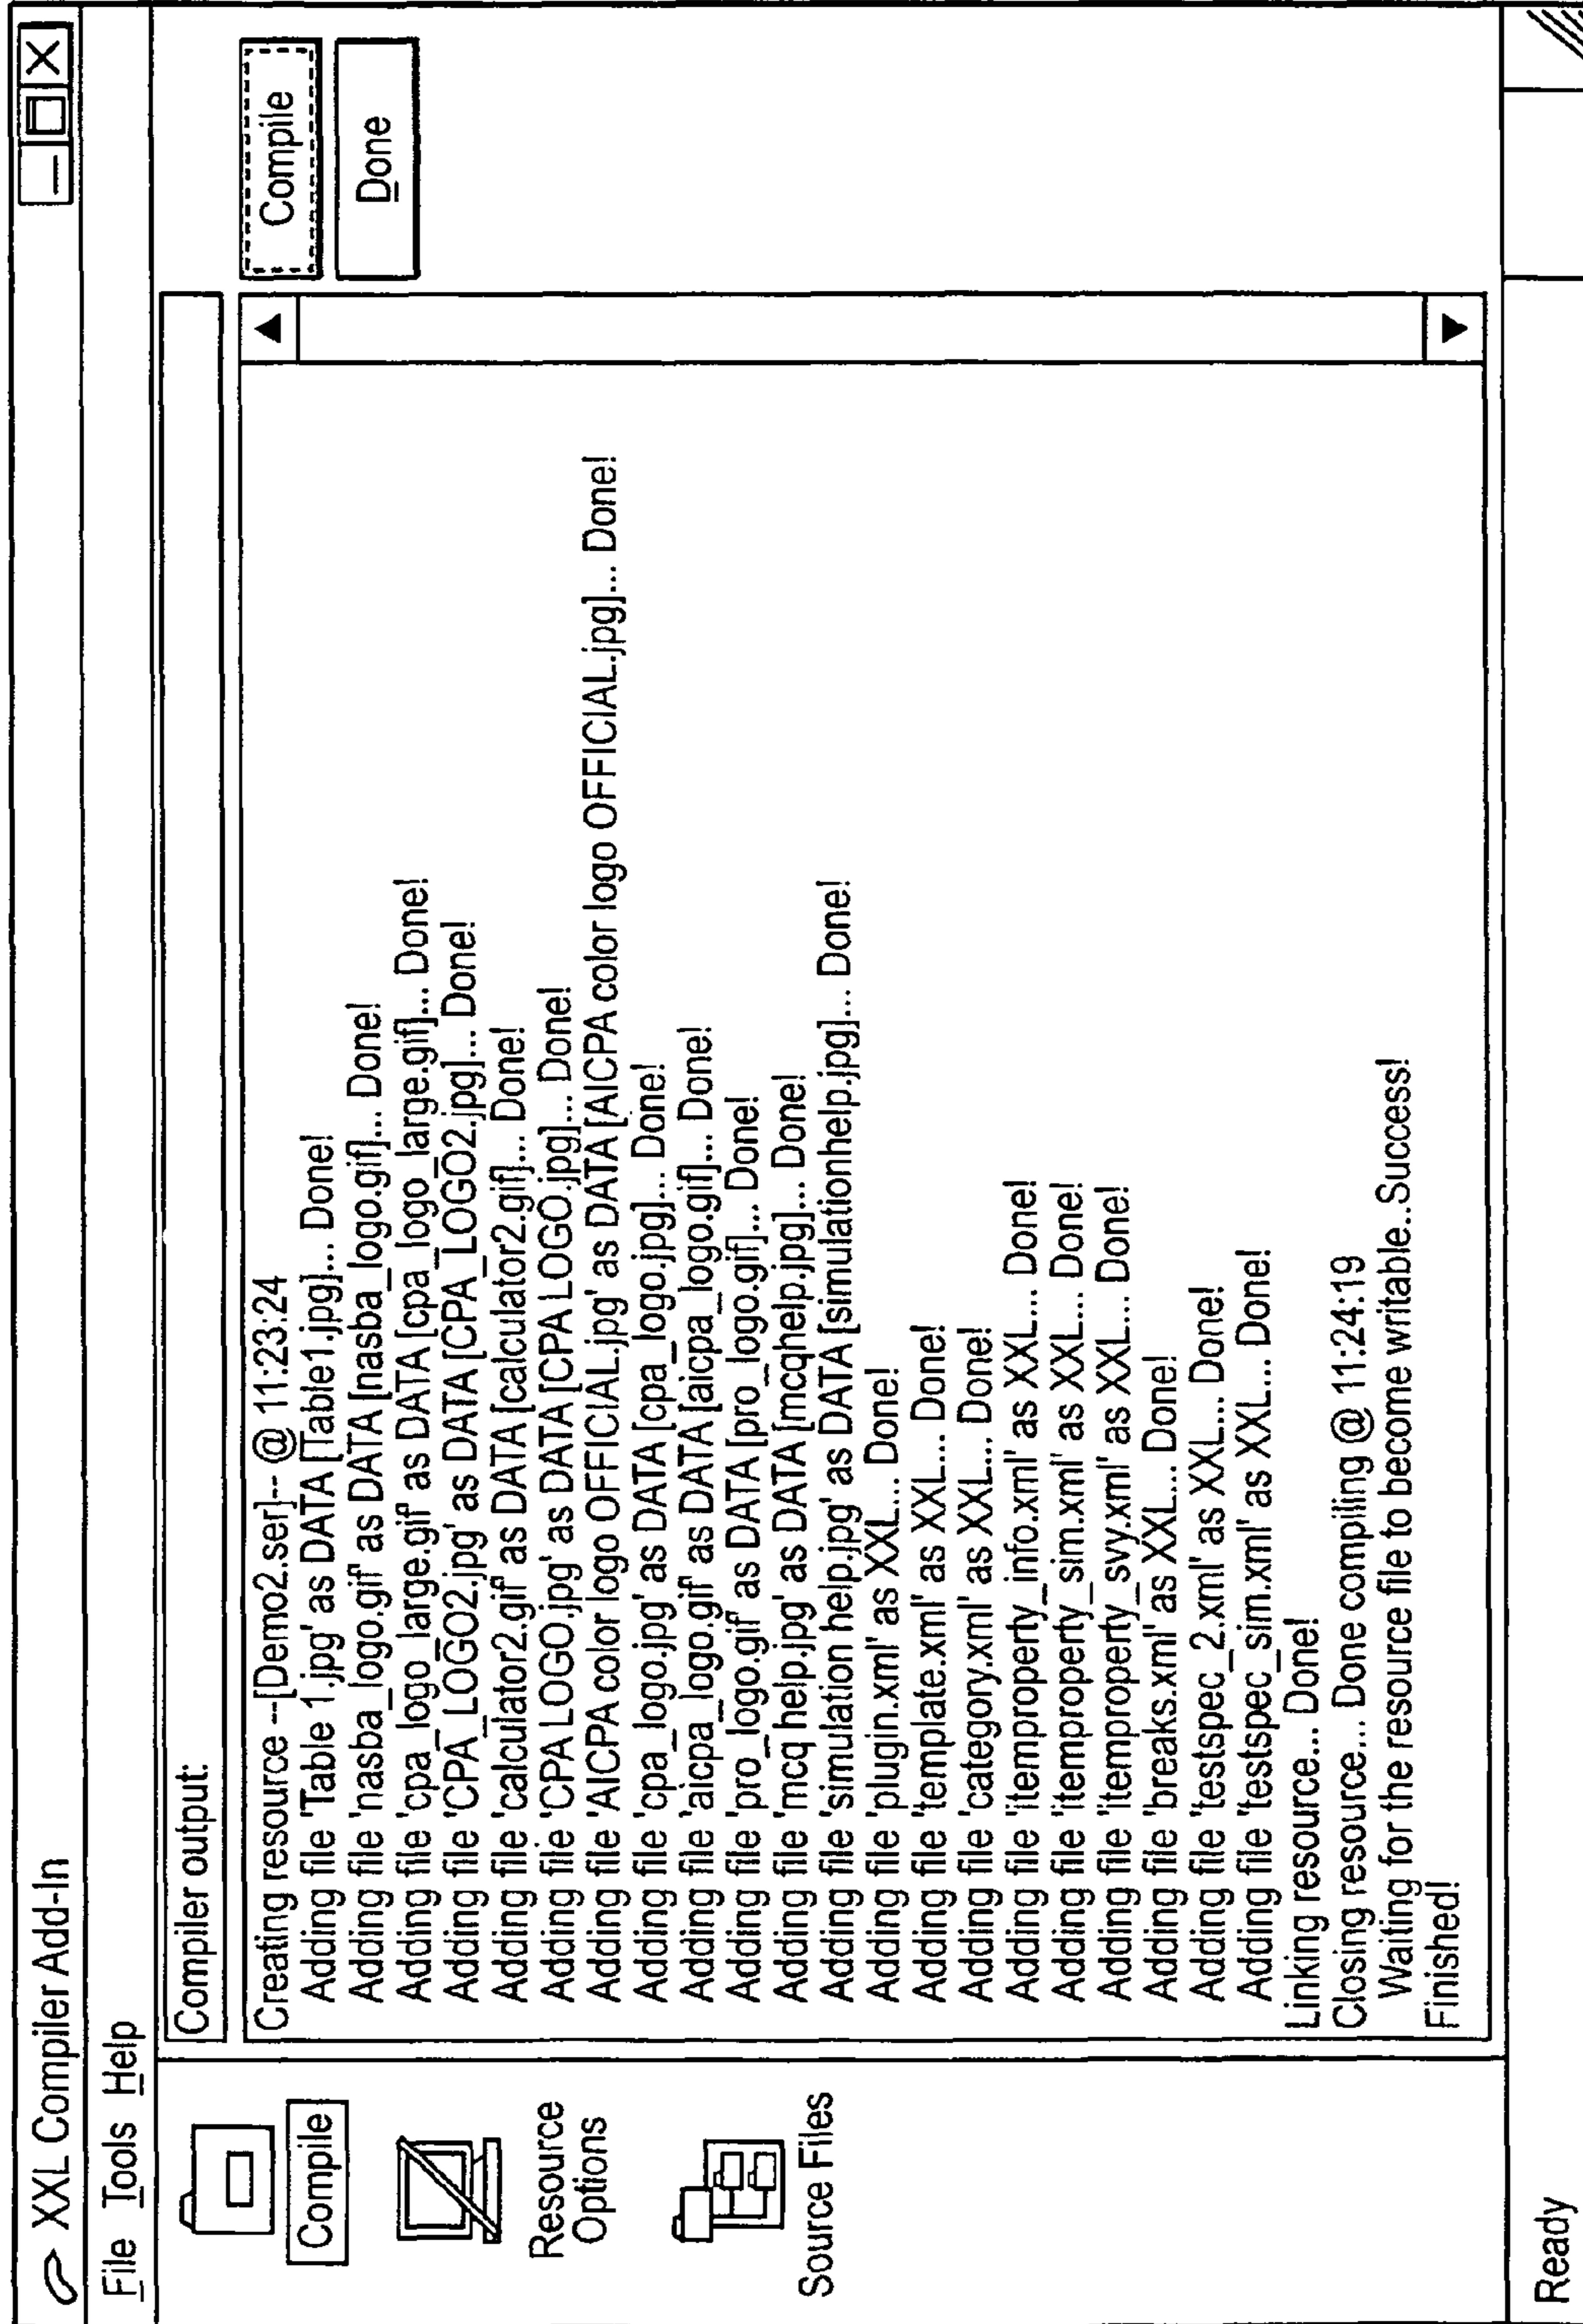 XXL Compiler Add-In
File Tools Help
Compile
Resource
Options
Source Files
Compiler output:
Creating resource --[Demo2.ser]-- @ 11:23:24
Adding file 'Table 1.jpg' as DATA [Table1.jpg]... Done!
Adding file 'nasba_logo.gif' as DATA [nasba_logo.gif]... Done!
Adding file 'cpa_logo_large.gif' as DATA [cpa_logo_large.gif]... Done!
Adding file 'CPA_LOGO2.jpg' as DATA [CPA_LOGO2.jpg]... Done!
Adding file 'calculator2.gif' as DATA [calculator2.gif]... Done!
Adding file 'CPA LOGO.jpg' as DATA [CPA LOGO.jpg]... Done!
Adding file 'AICPA color logo OFFICIAL.jpg' as DATA [AICPA color logo OFFICIAL.jpg]... Done!
Adding file 'cpa_logo.jpg' as DATA [cpa_logo.jpg]... Done!
Adding file 'aicpa_logo.gif' as DATA [aicpa_logo.gif]... Done!
Adding file 'pro_logo.gif' as DATA [pro_logo.gif]... Done!
Adding file 'mcq help.jpg' as DATA [mcqhelp.jpg]... Done!
Adding file 'simulation help.jpg' as DATA [simulationhelp.jpg]... Done!
Adding file 'plugin.xml' as XXL... Done!
Adding file 'template.xml' as XXL... Done!
Adding file 'category.xml' as XXL... Done!
Adding file 'itemproperty_info.xml' as XXL... Done!
Adding file 'itemproperty_sim.xml' as XXL... Done!
Adding file 'itemproperty_svy.xml' as XXL... Done!
Adding file 'breaks.xml' as XXL... Done!
Adding file 'testspec_2.xml' as XXL... Done!
Adding file 'testspec_sim.xml' as XXL... Done!
Linking resource... Done!
Closing resource... Done compiling @ 11:24:19
Waiting for the resource file to become writable..Success!
Finished!
Compile
Done
Ready